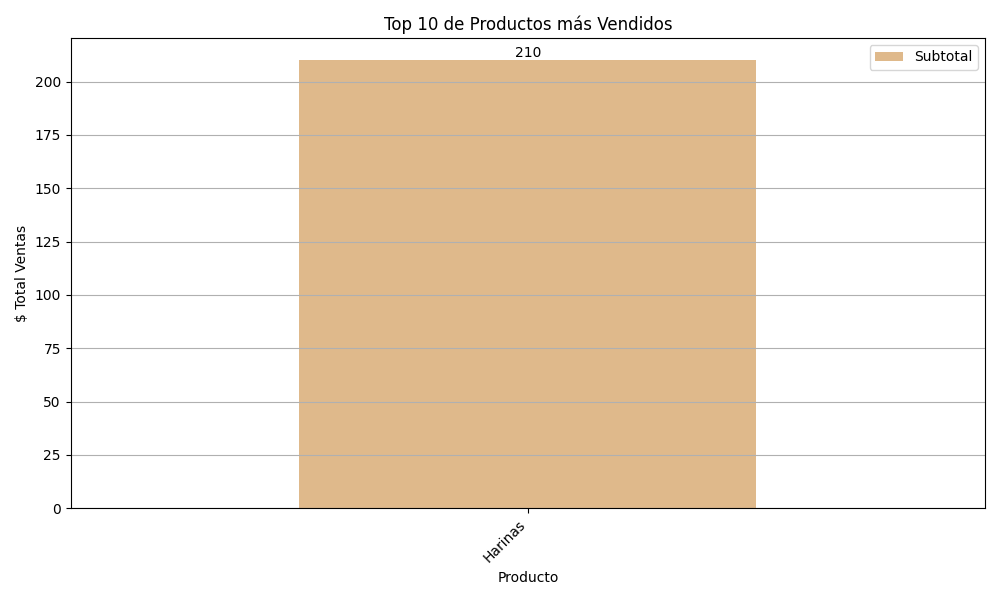 Top 10 de Productos más Vendidos
210
Subtotal
$ Total Ventas
200
175
150
125
100
75
50
25
0
Harinas
Producto